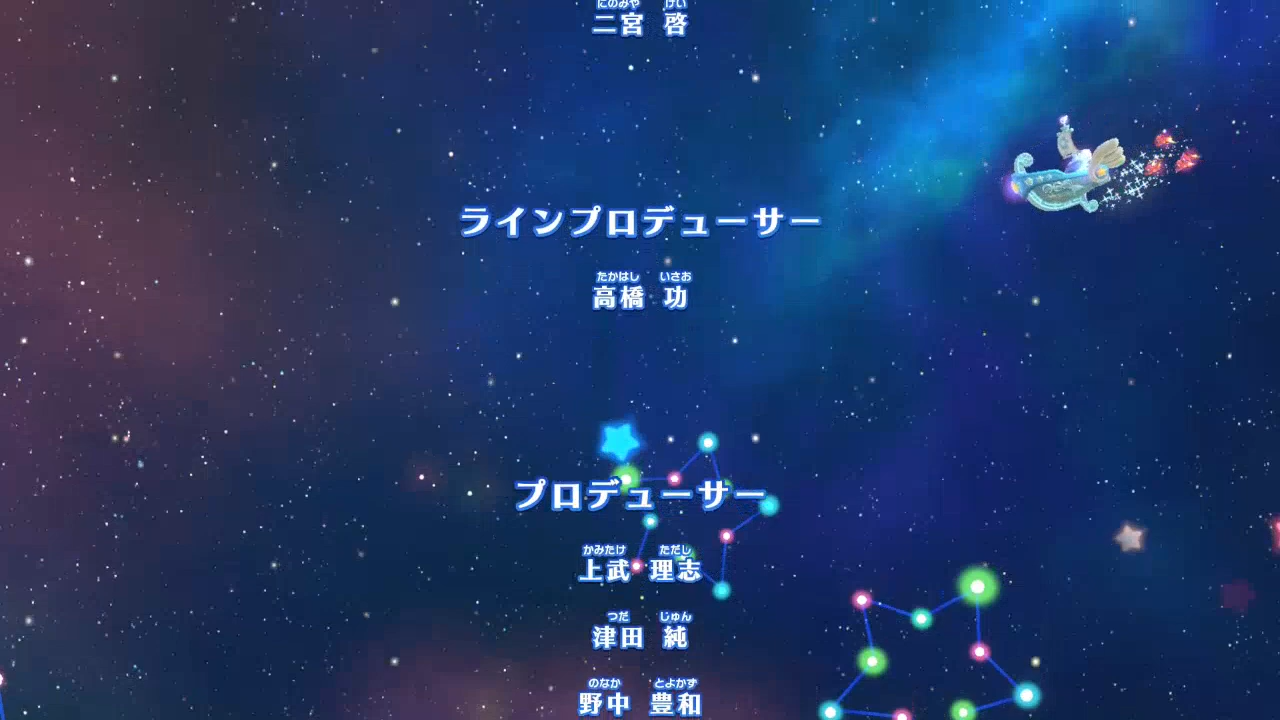 にのみや けい
二宮 啓
ラインプロデューサー
たかはし いさお
高橋 功
プロデューサー
かみたけ ただし
上武 理志
つだ じゅん
津田 純
のなか とよかず
野中 豊和